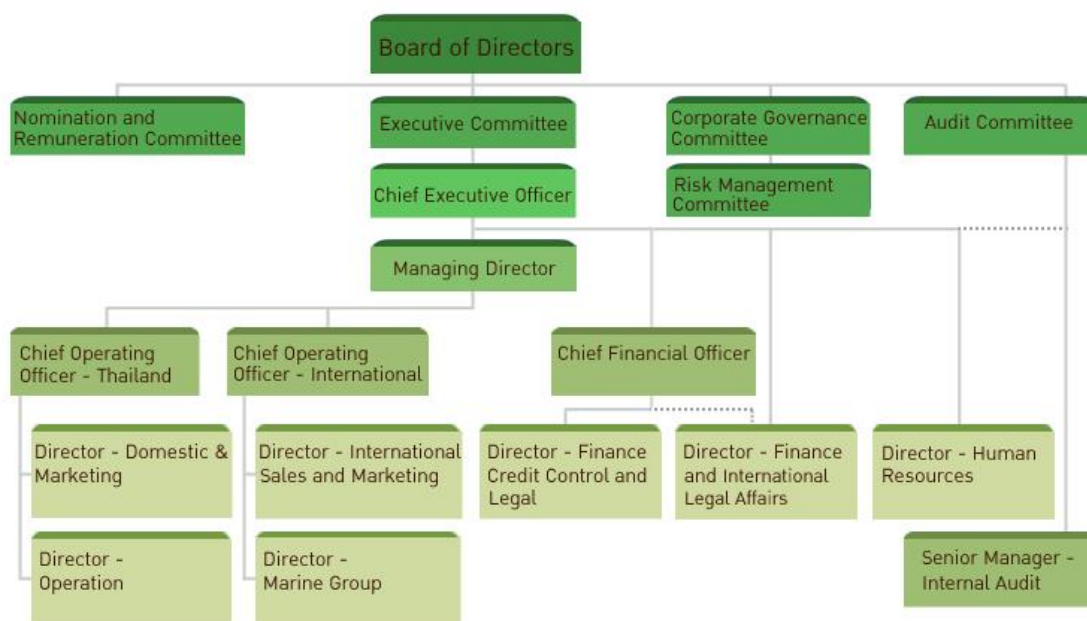 Board of Directors
Nomination and
Remuneration Committee
Executive Committee
Corporate Governance
Committee
Audit Committee
Chief Executive Officer
Risk Management
Committee
Managing Director
Chief Operating
Officer - Thailand
Chief Operating
Officer - International
Chief Financial Officer
Director - Domestic &
Marketing
Director - International
Sales and Marketing
Director - Finance
Credit Control and
Legal
Director - Finance
and International
Legal Affairs
Director - Human
Resources
Director -
Operation
Director -
Marine Group
Senior Manager -
Internal Audit